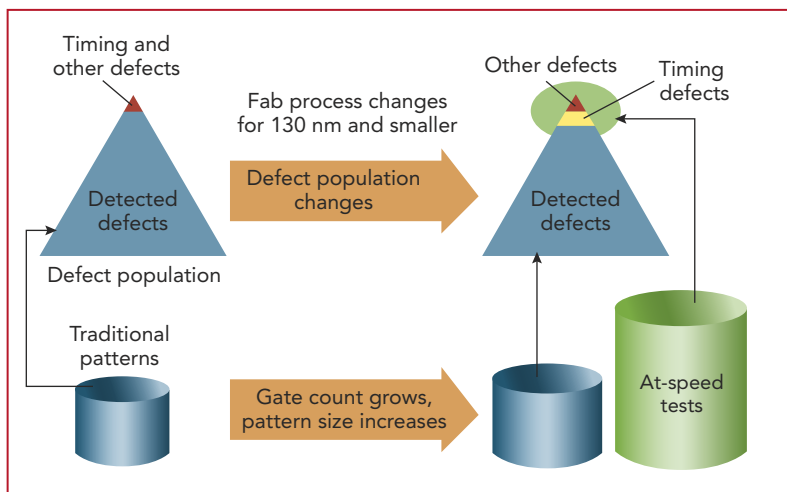 Timing and
other defects
Detected
defects
Defect population
Traditional
patterns
Fab process changes
for 130 nm and smaller
Defect population
changes
Gate count grows,
pattern size increases
Other defects
Timing
defects
Detected
defects
At-speed
tests